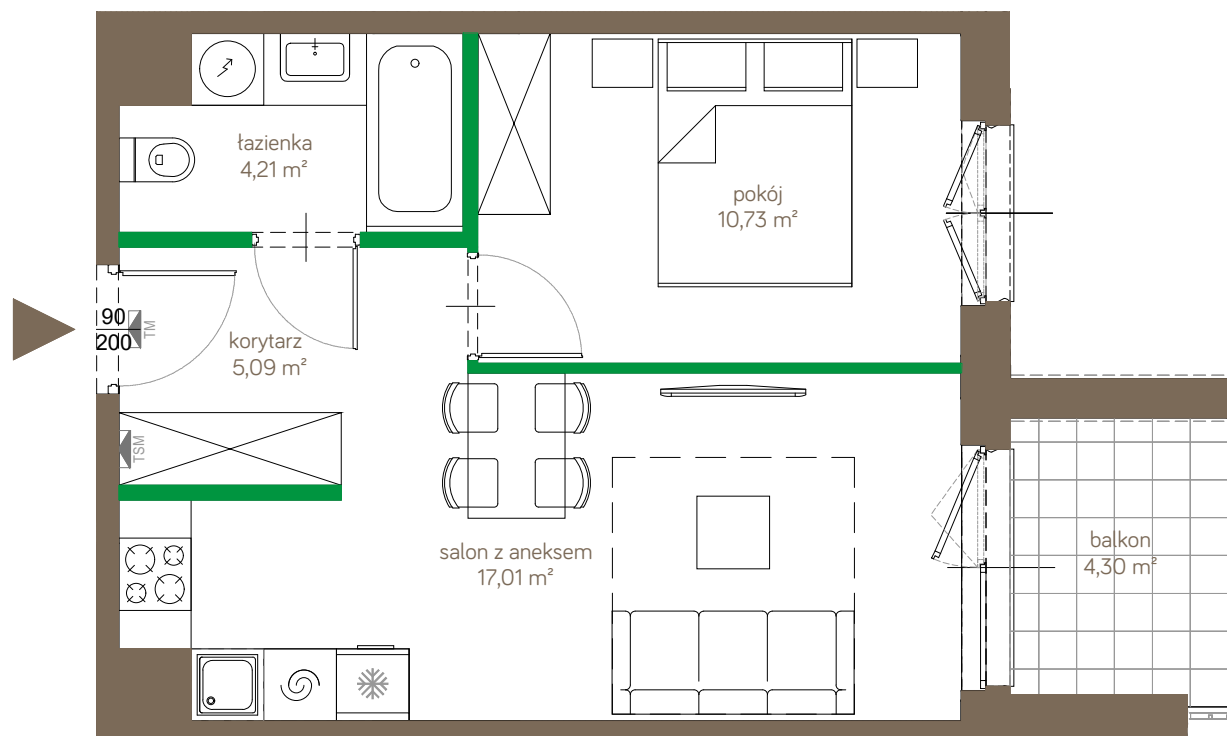 łazienka
4,21 m²
pokój
10,73 m²
90
200
TM
korytarz
5,09 m²
TSM
salon z aneksem
17,01 m²
balkon
4,30 m²